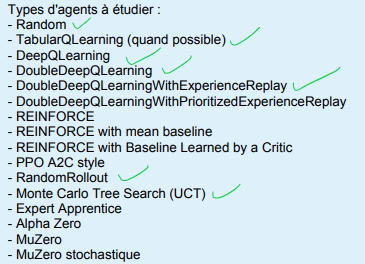 Types d'agents à étudier :
- Random
- TabularQLearning (quand possible)
- DeepQLearning
- DoubleDeepQLearning
- DoubleDeepQLearningWithExperienceReplay
- DoubleDeepQLearningWithPrioritizedExperienceReplay
- REINFORCE
- REINFORCE with mean baseline
- REINFORCE with Baseline Learned by a Critic
- PPO A2C style
- RandomRollout
- Monte Carlo Tree Search (UCT)
- Expert Apprentice
- Alpha Zero
- MuZero
- MuZero stochastique